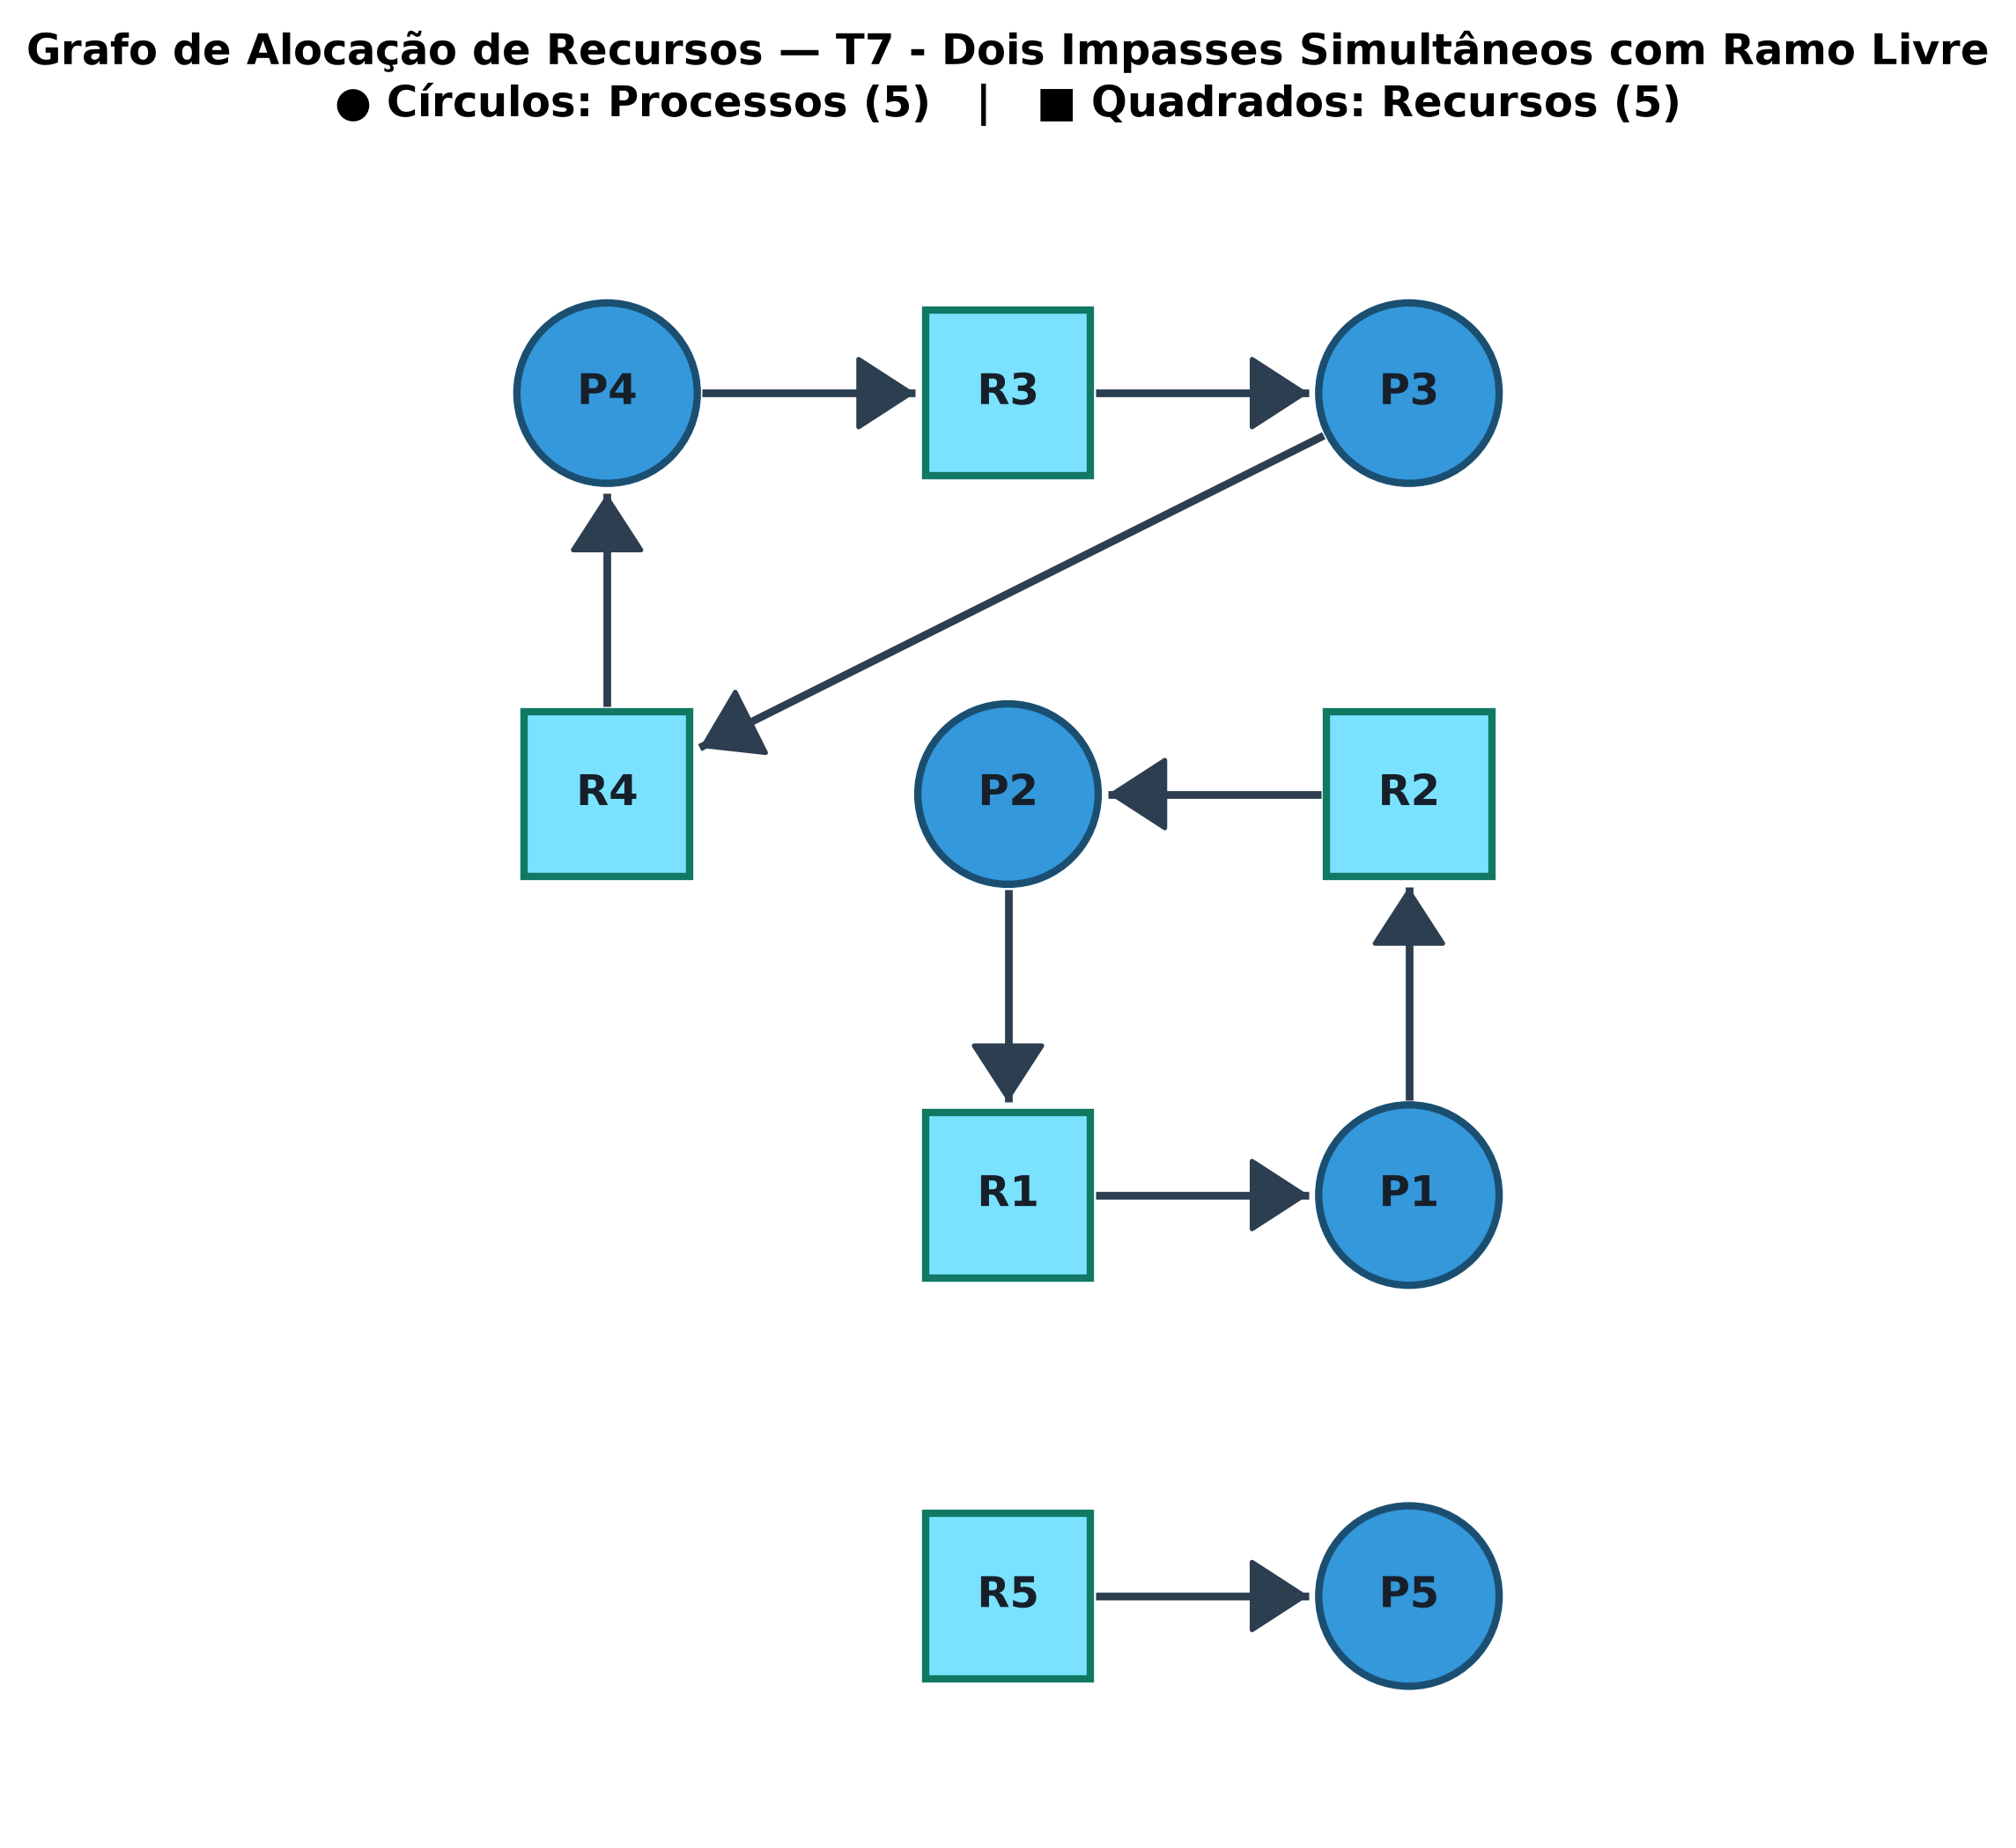 Grafo de Alocação de Recursos — T7 - Dois Impasses Simultâneos com Ramo Livre
● Círculos: Processos (5) | ■ Quadrados: Recursos (5)
P4 R3 P3
R4 P2 R2
R1 P1
R5 P5